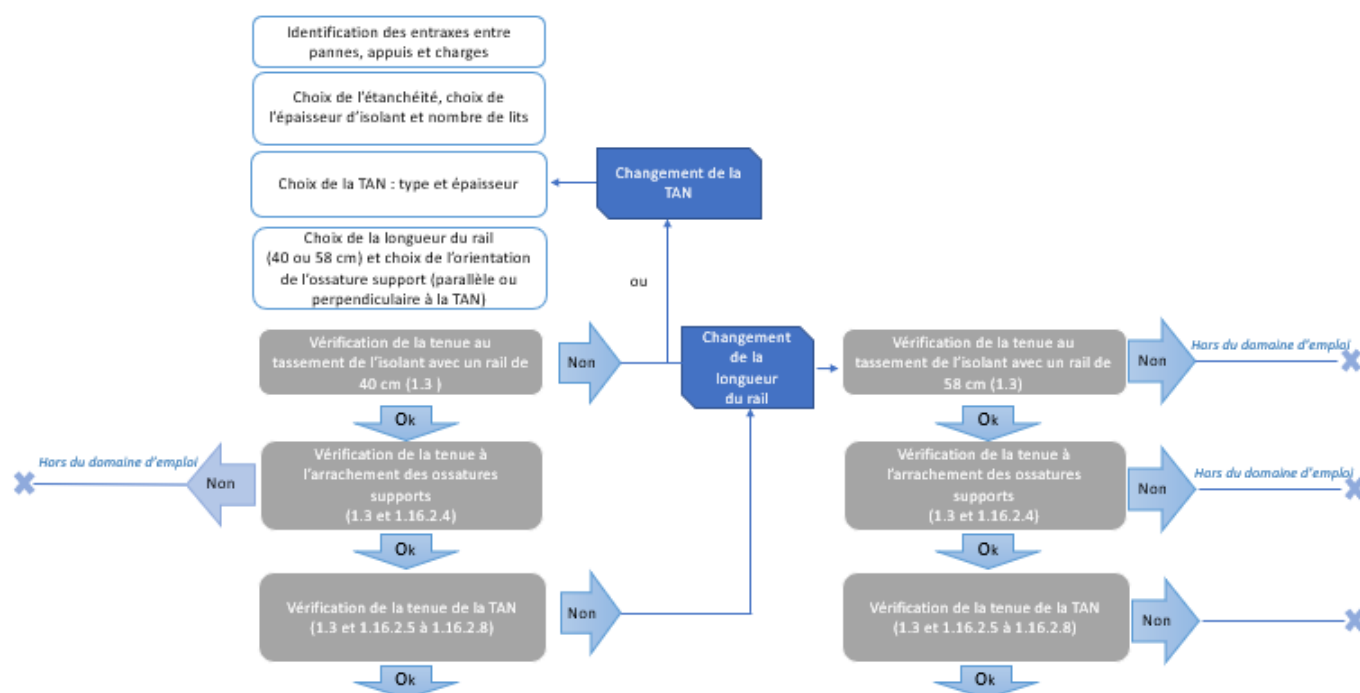 Identification des entraxes entre
pannes, appuis et charges
Choix de l'étanchéité, choix de
l'épaisseur d'isolant et nombre de lits
Choix de la TAN : type et épaisseur
Changement de la
TAN
Choix de la longueur du rail
(40 ou 58 cm) et choix de l'orientation
de l'ossature support (parallèle ou
perpendiculaire à la TAN)
ou
Vérification de la tenue au
tassement de l'isolant avec un rail de
40 cm (1.3 )
Non
Changement
de la
longueur
du rail
Vérification de la tenue au
tassement de l'isolant avec un rail de
58 cm (1.3)
Non
Hors du domaine d'emploi
Ok
Ok
Hors du domaine d'emploi
Non
Vérification de la tenue à
l'arrachement des ossatures
supports
(1.3 et 1.16.2.4)
Vérification de la tenue à
l'arrachement des ossatures
supports
(1.3 et 1.16.2.4)
Non
Hors du domaine d'emploi
Ok
Ok
Vérification de la tenue de la TAN
(1.3 et 1.16.2.5 à 1.16.2.8)
Non
Vérification de la tenue de la TAN
(1.3 et 1.16.2.5 à 1.16.2.8)
Non
Ok
Ok